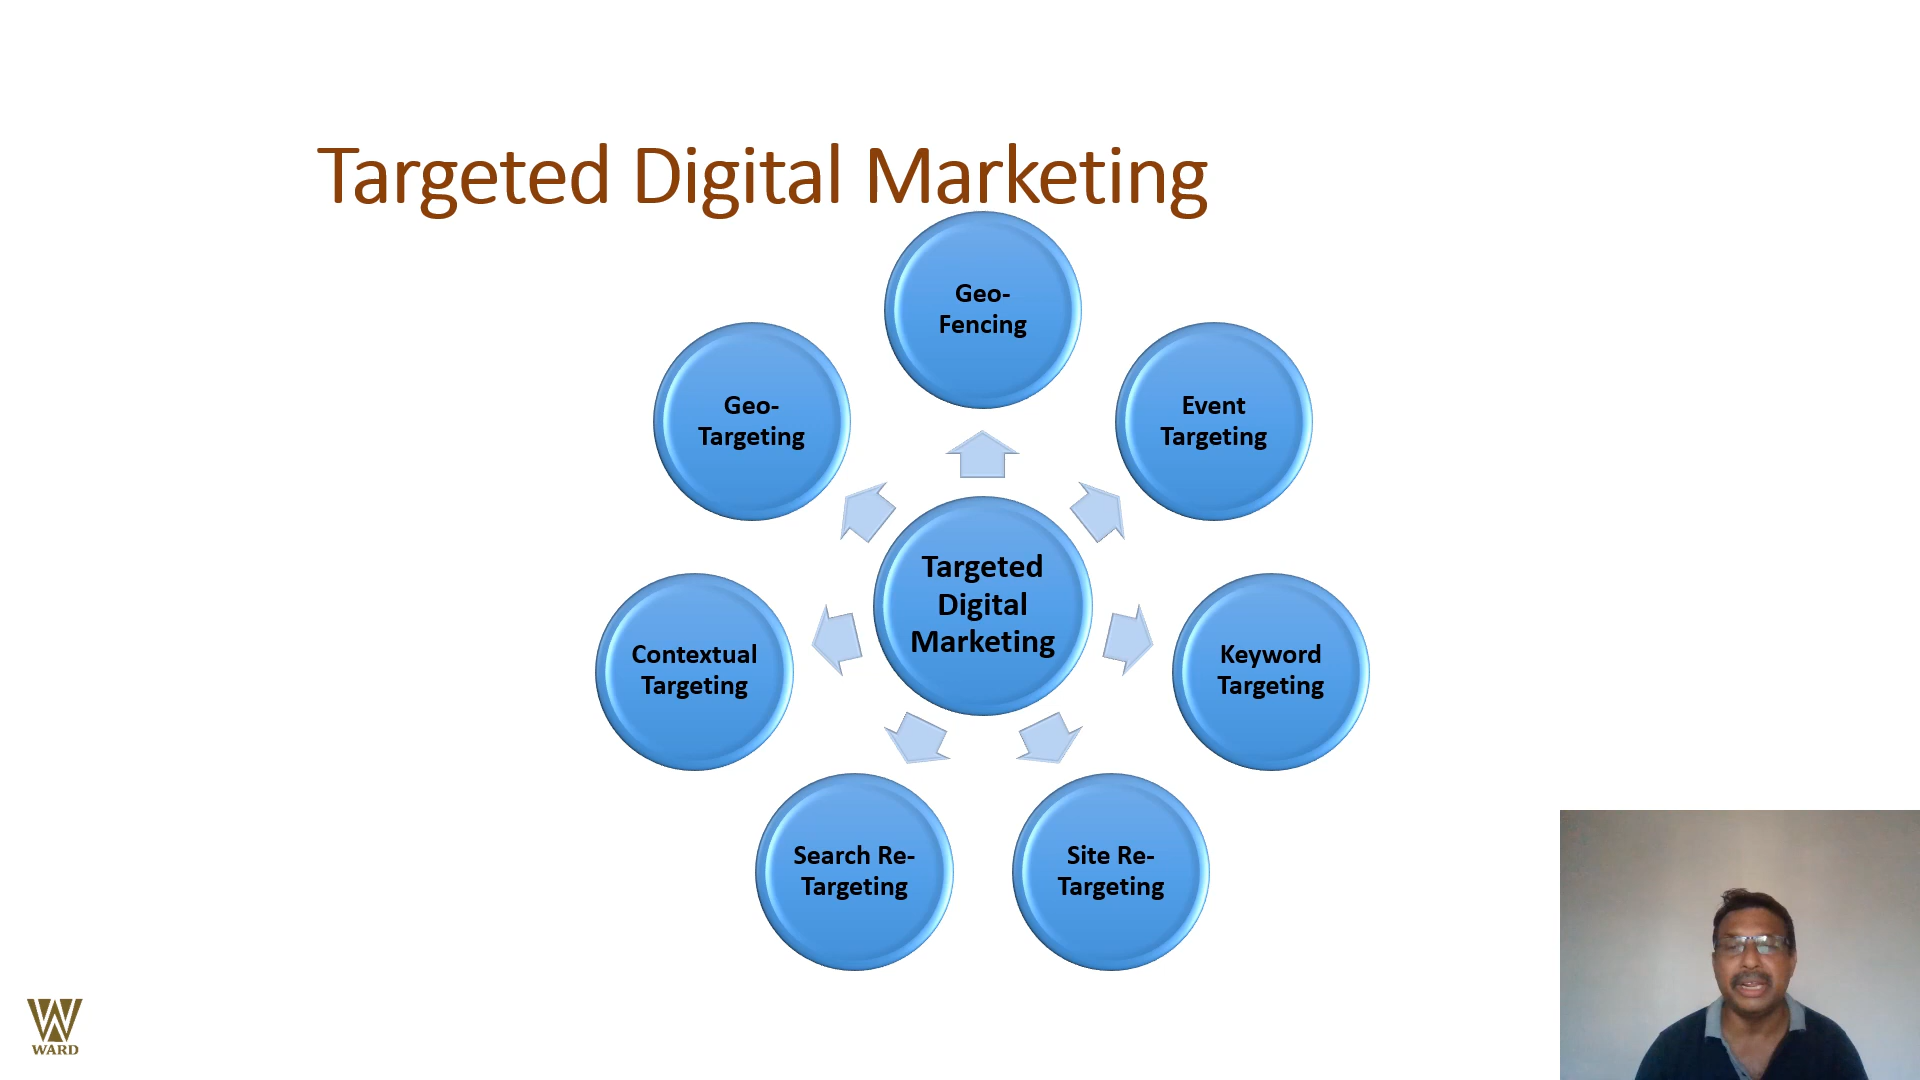 Targeted Digital Marketing
Geo-
Fencing
Event
Targeting
Keyword
Targeting
Site Re-
Targeting
Search Re-
Targeting
Contextual
Targeting
Geo-
Targeting
Targeted
Digital
Marketing
WARD